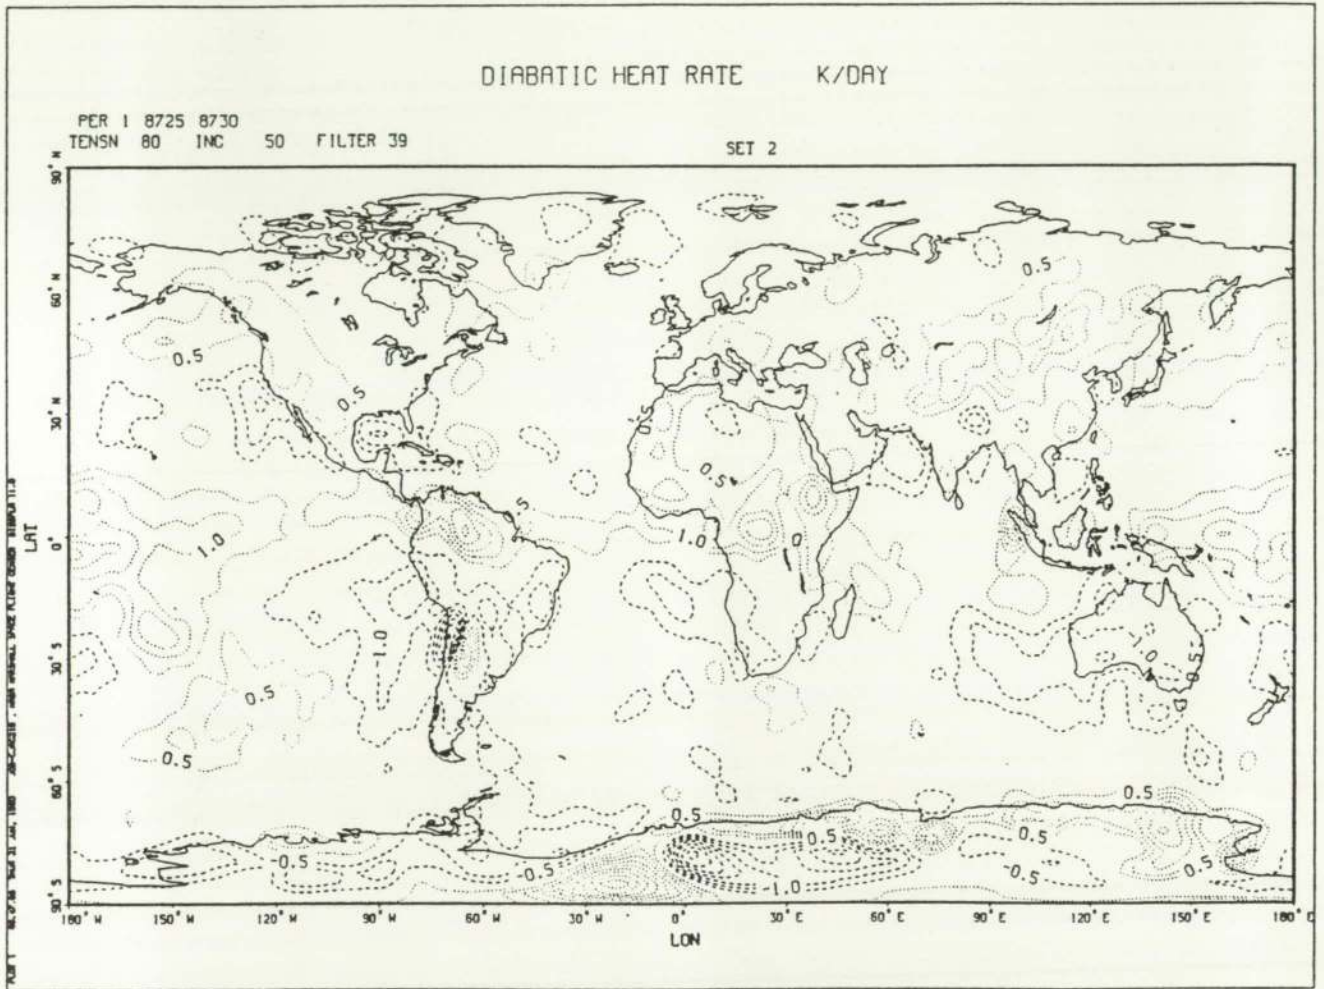 DIABATIC HEAT RATE K/DAY
PER 1 8725 8730
TENSN 80 INC 50 FILTER 39
SET 2
90° N
60° N
30° N
0°
30° S
60° S
90° S
LAT
0.5
0.5
0.5
0.5
0.5
0.5
.5
1.0
-1.0
0
-1.0
0.5
0.5
-0
0.5
0.5
0.5
0.5
0.5
-0.5
-0.5
-0.5
0.5
-1.0
180° W
150° W
120° W
90° W
60° W
30° W
0°
30° E
60° E
90° E
120° E
150° E
180° E
LON
PLOT 1